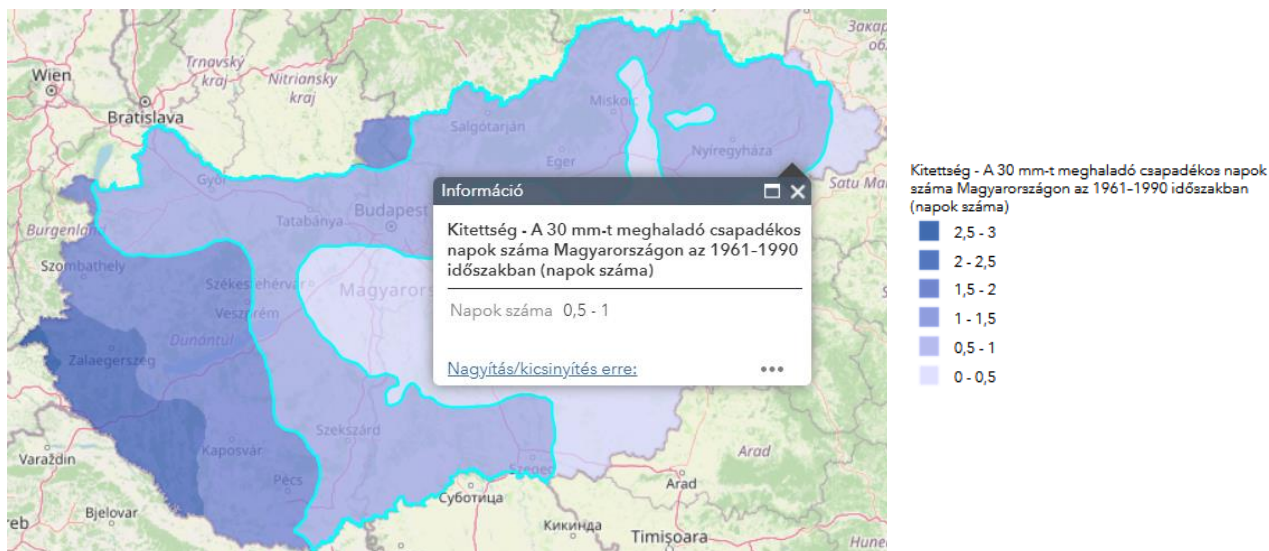 Wien
Bratislava
Trnavský
kraj
Nitriansky
kraj
Salgótarján
Miskolc
Eger
Nyíregyháza
Satu Mar
Győr
Tatabánya
Budapest
Burgenland
Szombathely
Székesfehérvár
Veszprém
Magyarors
Dunántúl
Zalaegerszeg
Szekszárd
Kaposvár
Pécs
Szeged
Varaždin
Bjelovar
Суботица
Кикинда
Timișoara
Arad
Arad
Информáció
Kitettség - A 30 mm-t meghaladó csapadékos
napok száma Magyarországon az 1961–1990
időszakban (napok száma)
Napok száma 0,5 - 1
Nagyítás/kicsinyítés erre:
Kitettség - A 30 mm-t meghaladó csapadékos napok
száma Magyarországon az 1961–1990 időszakban
(napok száma)
2,5 - 3
2 - 2,5
1,5 - 2
1 - 1,5
0,5 - 1
0 - 0,5